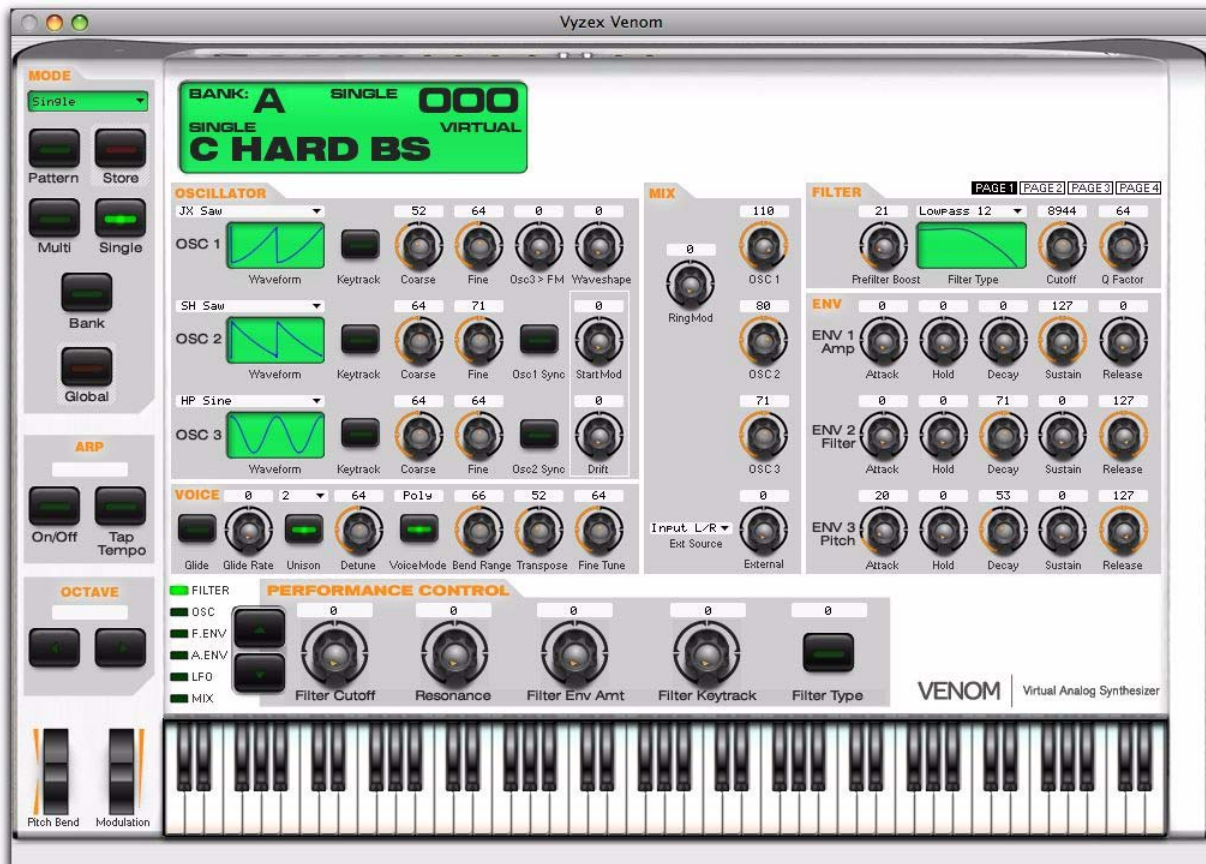 Vyzex Venom
MODE
Single
Pattern Store
Multi Single
Bank
Global
ARP
On/Off Tap Tempo
OCTAVE
Pitch Bend Modulation
BANK: A SINGLE 000
SINGLE VIRTUAL
C HARD BS
OSCILLATOR
JX Saw 52 64 0 0
OSC 1
Waveform Keytrack Coarse Fine Osc3 > FM Waveshape
SH Saw 64 71 0
OSC 2
Waveform Keytrack Coarse Fine Osc1 Sync StartMod
HP Sine 64 64 0
OSC 3
Waveform Keytrack Coarse Fine Osc2 Sync Drift
VOICE 0 2 64 Poly 66 52 64
Glide Glide Rate Unison Detune VoiceMode Bend Range Transpose Fine Tune
MIX
110
0
OSC 1
RingMod
80
OSC 2
71
OSC 3
0
Input L/R
Ext Source
External
FILTER PAGE 1 PAGE 2 PAGE 3 PAGE 4
21 Lowpass 12 8944 64
Prefilter Boost Filter Type Cutoff Q Factor
ENV 0 0 0 127 0
ENV 1
Amp
Attack Hold Decay Sustain Release
0 0 71 0 127
ENV 2
Filter
Attack Hold Decay Sustain Release
20 0 53 0 127
ENV 3
Pitch
Attack Hold Decay Sustain Release
FILTER
OSC
F.ENV
A.ENV
LFO
MIX
PERFORMANCE CONTROL
0 0 0 0 0
Filter Cutoff Resonance Filter Env Amt Filter Keytrack Filter Type
VENOM Virtual Analog Synthesizer